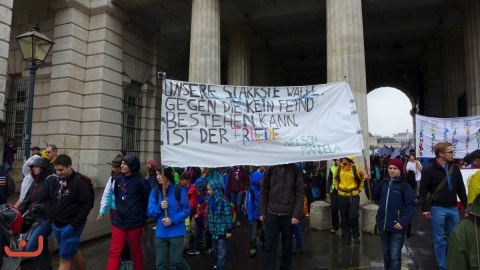 UNSERE STÄRKSTE WAFFE,
GEGEN DIE KEIN FEIND
BESTEHEN KANN,
IST DER FRIEDE
NELSON
MANDELA